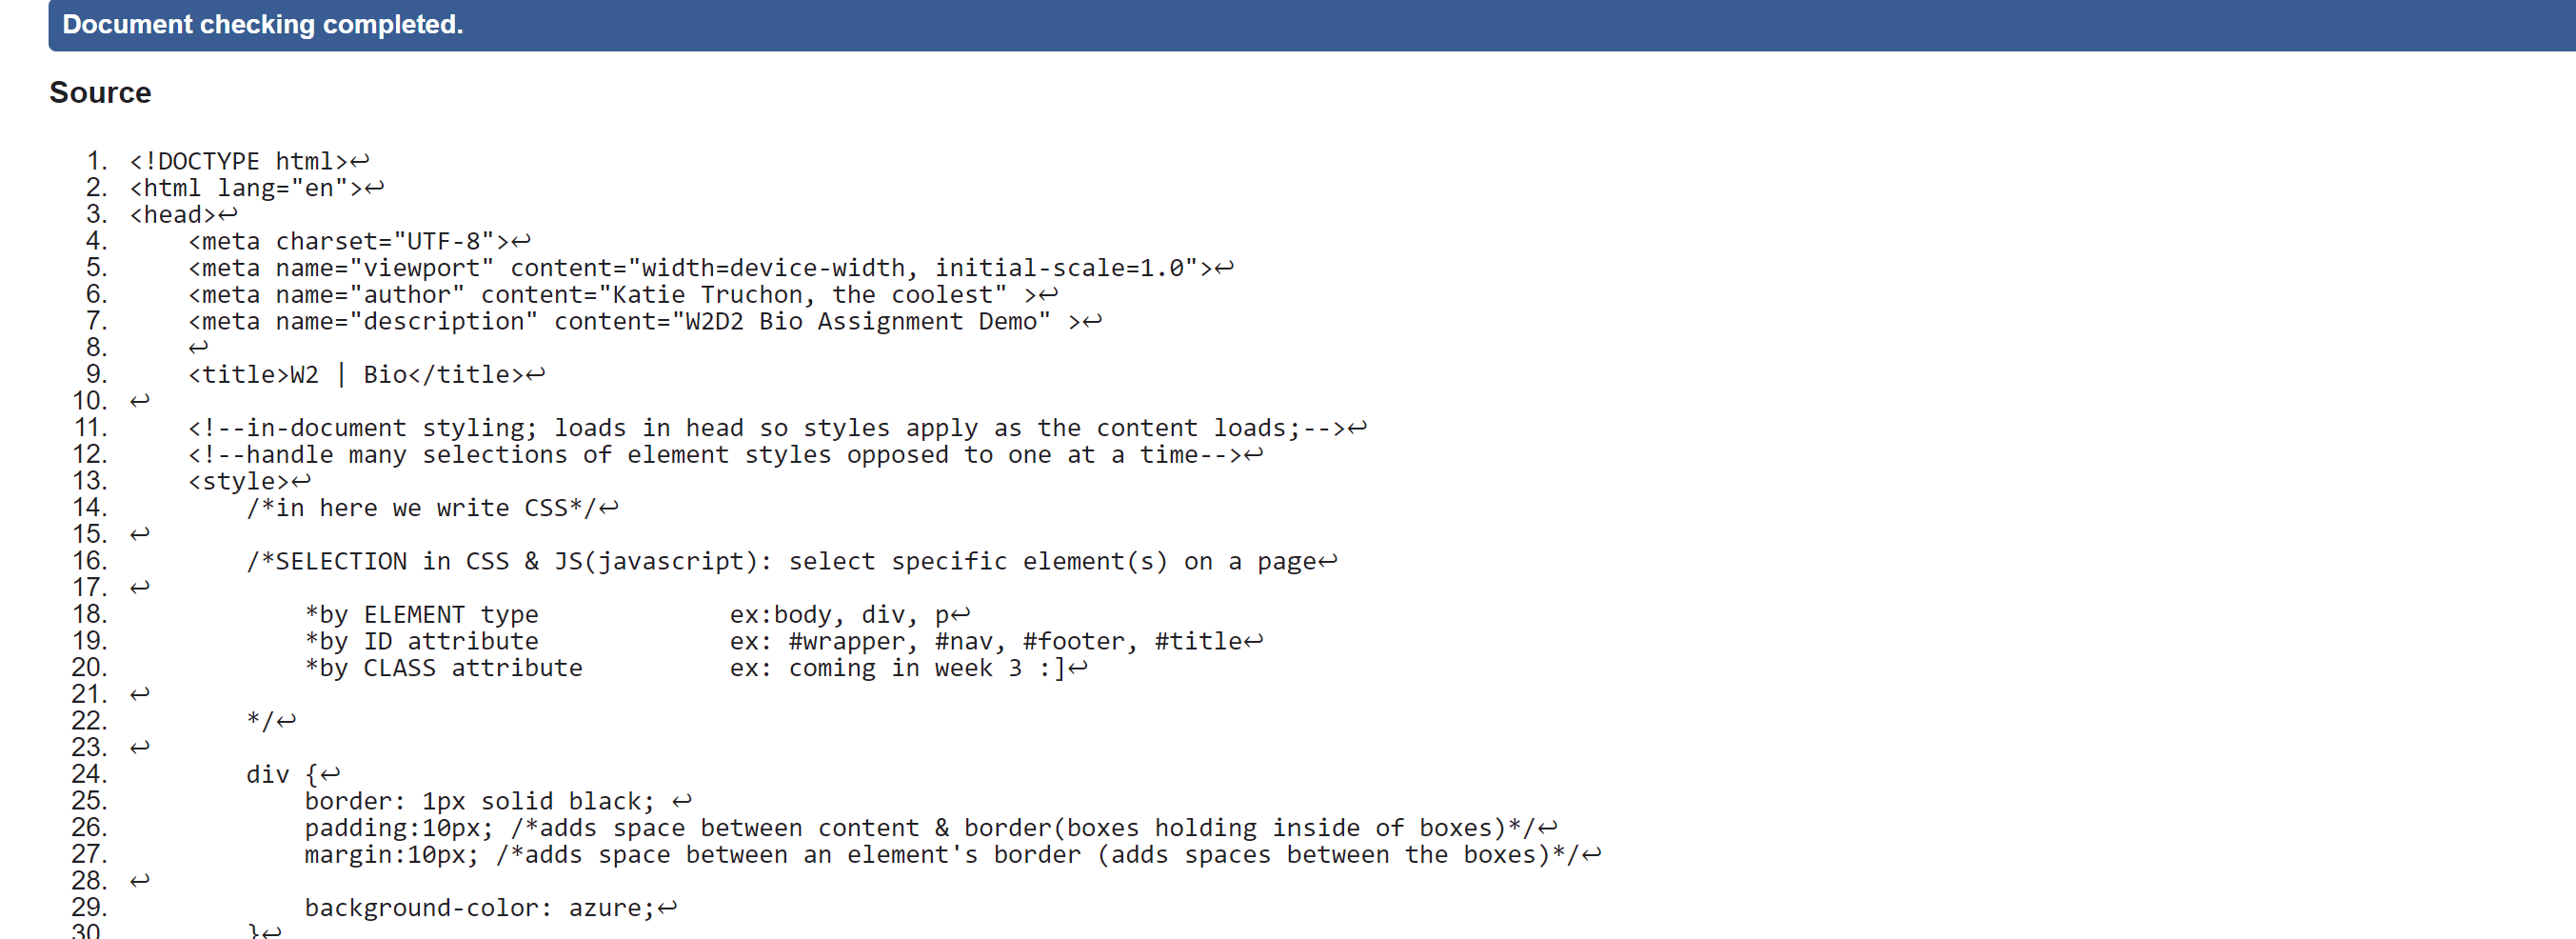 Document checking completed.
Source
1. <!DOCTYPE html>↩
2. <html lang="en">↩
3. <head>↩
4.     <meta charset="UTF-8">↩
5.     <meta name="viewport" content="width=device-width, initial-scale=1.0">↩
6.     <meta name="author" content="Katie Truchon, the coolest" >↩
7.     <meta name="description" content="W2D2 Bio Assignment Demo" >↩
8.     ↩
9.     <title>W2 | Bio</title>↩
10. ↩
11.     <!--in-document styling; loads in head so styles apply as the content loads;-->↩
12.     <!--handle many selections of element styles opposed to one at a time-->↩
13.     <style>↩
14.         /*in here we write CSS*/↩
15. ↩
16.         /*SELECTION in CSS & JS(javascript): select specific element(s) on a page↩
17. ↩
18.             *by ELEMENT type             ex:body, div, p↩
19.             *by ID attribute             ex: #wrapper, #nav, #footer, #title↩
20.             *by CLASS attribute          ex: coming in week 3 :]↩
21. ↩
22.         */↩
23. ↩
24.         div {↩
25.             border: 1px solid black; ↩
26.             padding:10px; /*adds space between content & border(boxes holding inside of boxes)*/↩
27.             margin:10px; /*adds space between an element's border (adds spaces between the boxes)*/↩
28. ↩
29.             background-color: azure;↩
30.         }↩